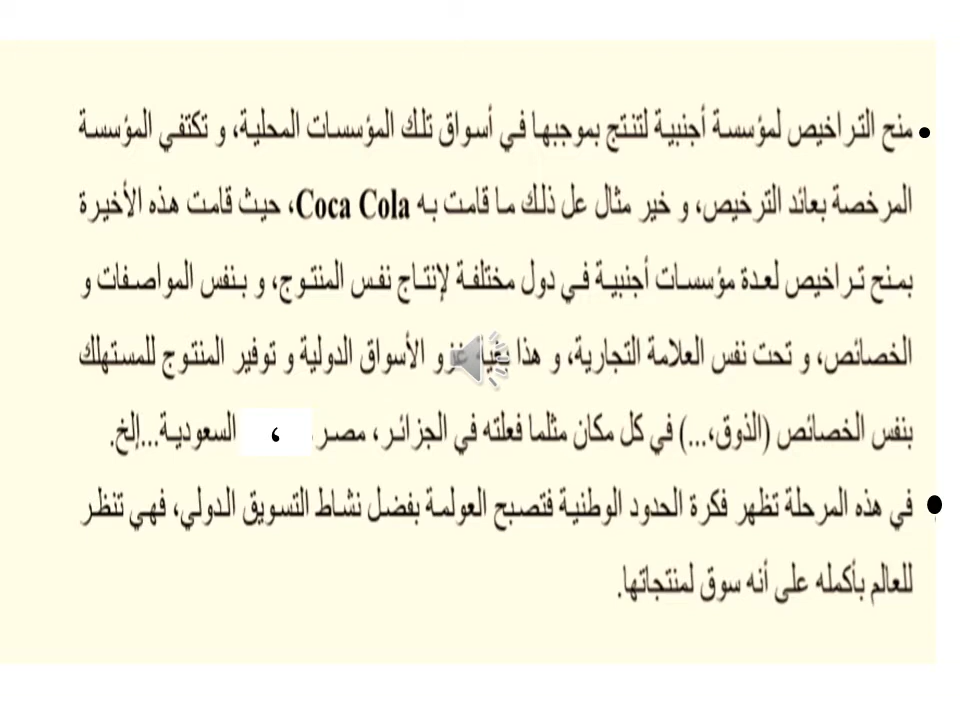 • منح التراخيص لمؤسسة أجنبية لتنتج بموجبها في أسواق تلك المؤسسات المحلية، و تكتفي المؤسسة
المرخصة بعائد الترخيص، و خير مثال عل ذلك ما قامت به Coca Cola، حيث قامت هذه الأخيرة
بمنح تراخيص لعدة مؤسسات أجنبية في دول مختلفة لإنتاج نفس المنتوج، و بنفس المواصفات و
الخصائص، و تحت نفس العلامة التجارية، و هذا غزو الأسواق الدولية و توفير المنتوج للمستهلك
بنفس الخصائص (الذوق،...) في كل مكان مثلما فعلته في الجزائر، مصر ، السعودية...إلخ.
• في هذه المرحلة تظهر فكرة الحدود الوطنية فتصبح العولمة بفضل نشاط التسويق الدولي، فهي تنظر
للعالم بأكمله على أنه سوق لمنتجاتها.